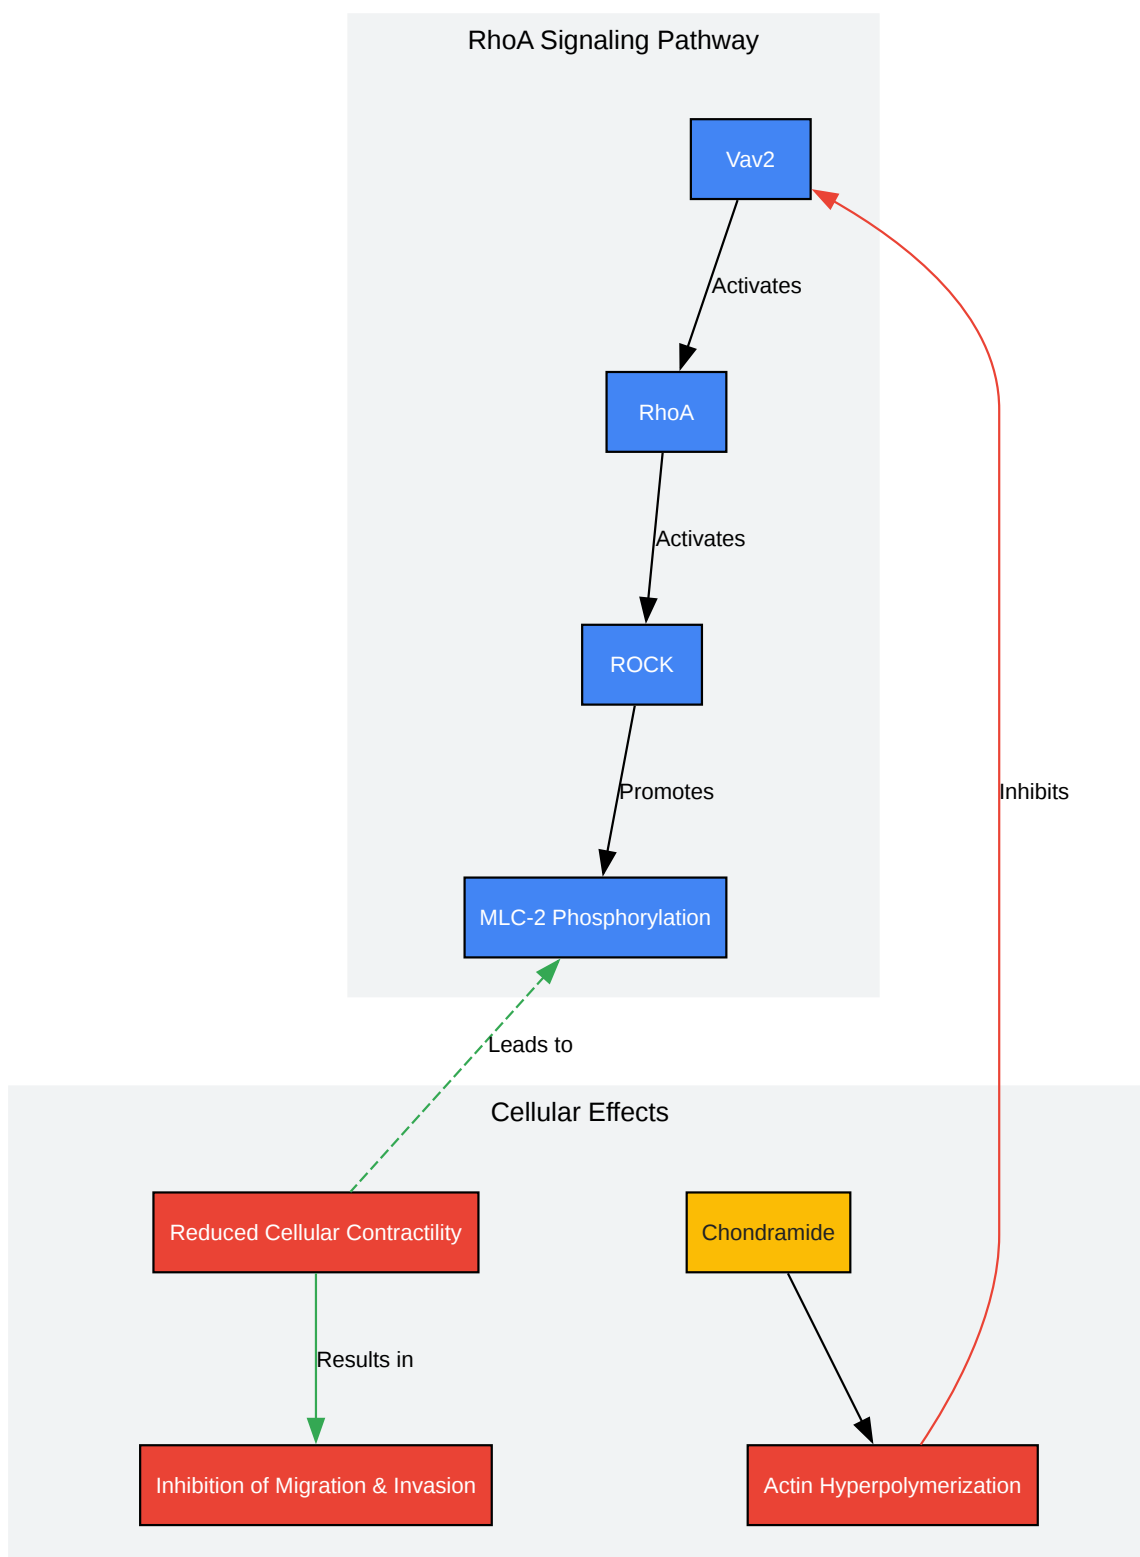 RhoA Signaling Pathway
Vav2
Activates
RhoA
Activates
ROCK
Inhibits
Promotes
MLC-2 Phosphorylation
Leads to
Cellular Effects
Reduced Cellular Contractility
Chondramide
Results in
Inhibition of Migration & Invasion
Actin Hyperpolymerization